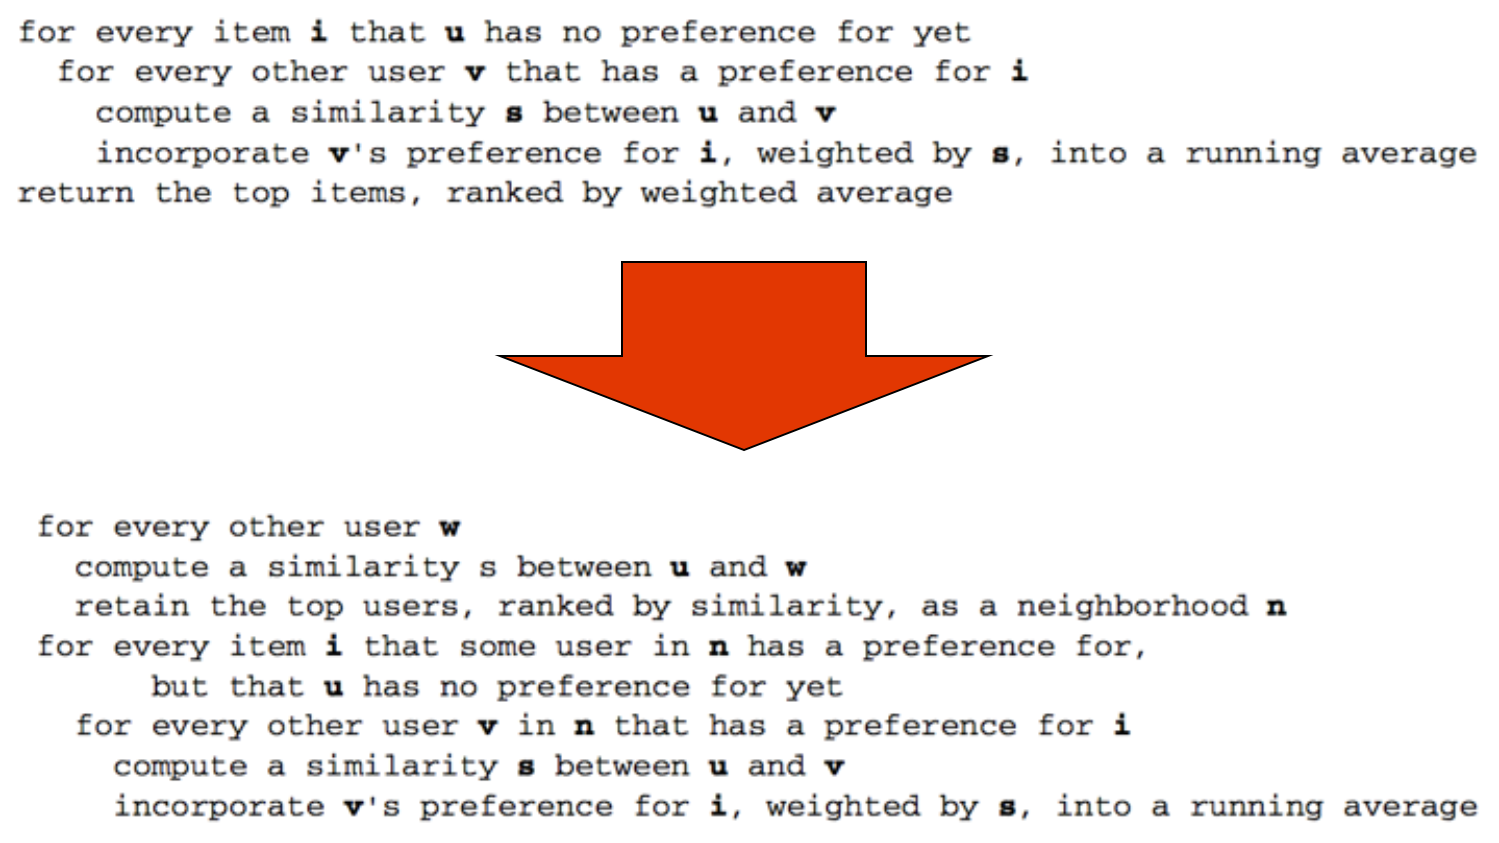 for every item i that u has no preference for yet
for every other user v that has a preference for i
compute a similarity s between u and v
incorporate v's preference for i, weighted by s, into a running average
return the top items, ranked by weighted average
for every other user w
compute a similarity s between u and w
retain the top users, ranked by similarity, as a neighborhood n
for every item i that some user in n has a preference for,
but that u has no preference for yet
for every other user v in n that has a preference for i
compute a similarity s between u and v
incorporate v's preference for i, weighted by s, into a running average